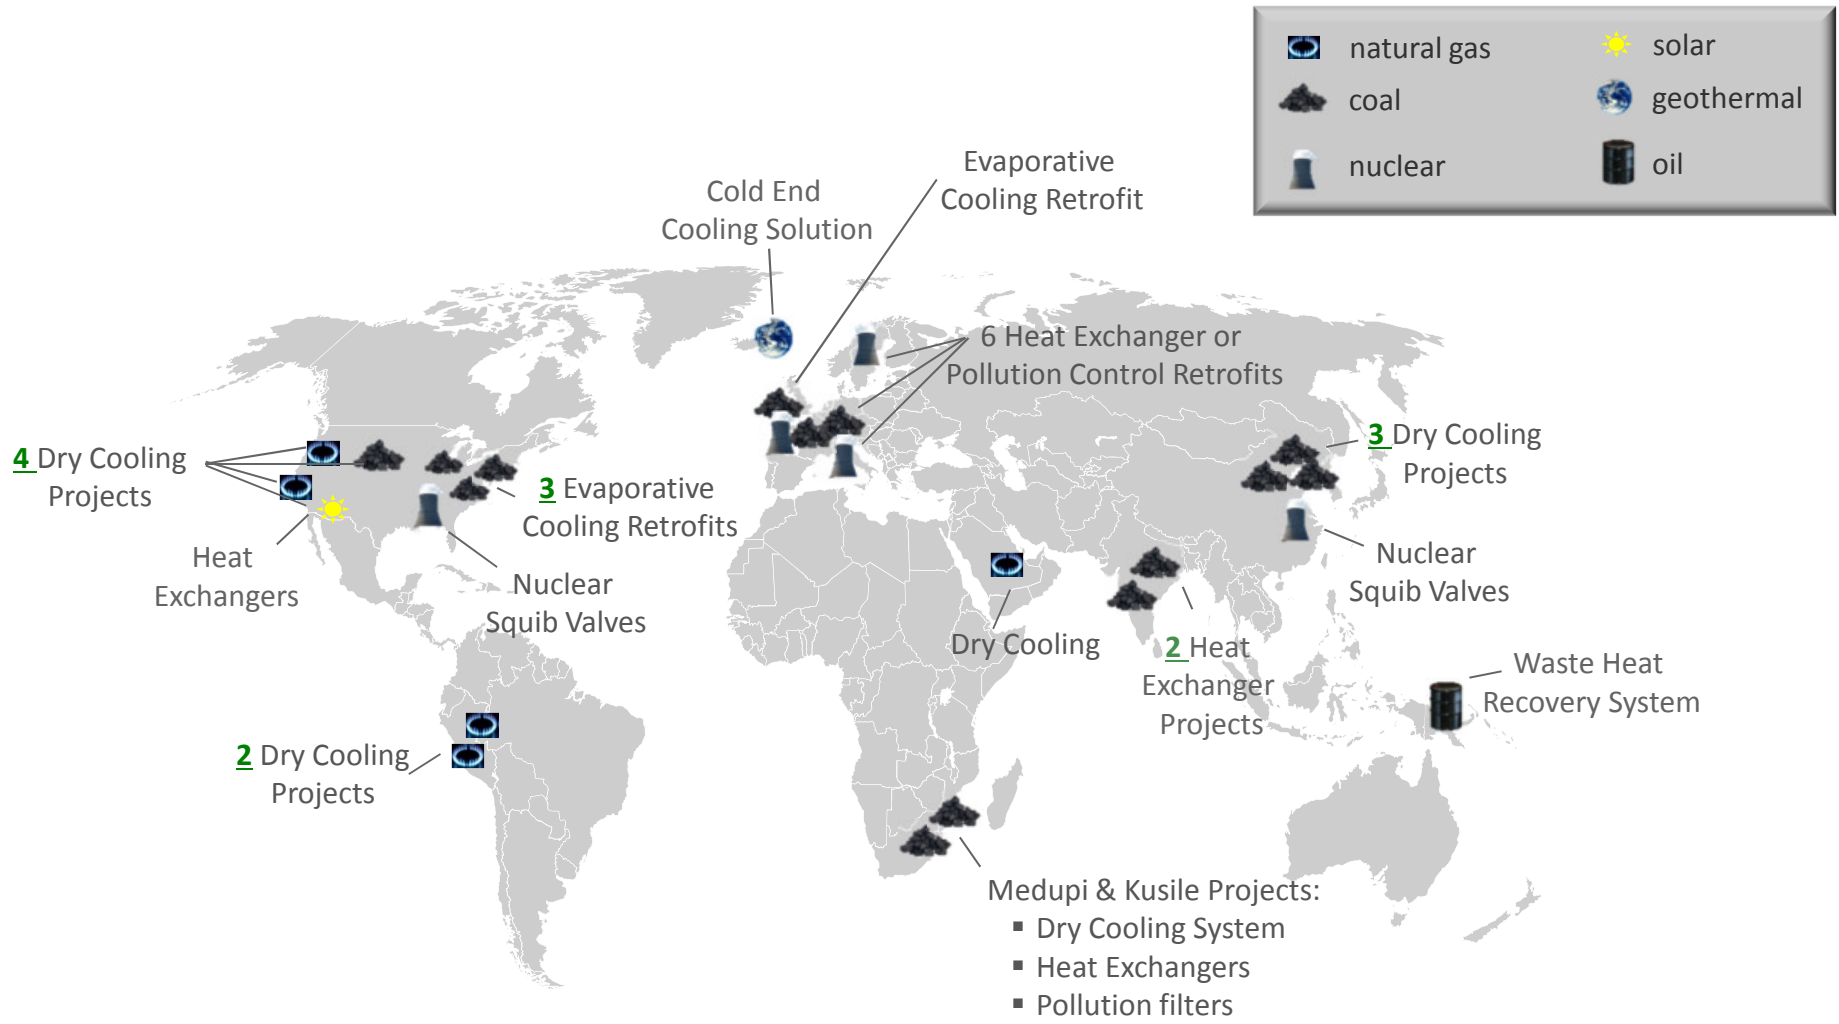 natural gas
solar
coal
geothermal
nuclear
oil
Evaporative
Cooling Retrofit
Cold End
Cooling Solution
6 Heat Exchanger or
Pollution Control Retrofits
4 Dry Cooling
Projects
3 Dry Cooling
Projects
3 Evaporative
Cooling Retrofits
Heat
Exchangers
Nuclear
Squib Valves
Nuclear
Squib Valves
Dry Cooling
2 Heat
Exchanger
Projects
Waste Heat
Recovery System
2 Dry Cooling
Projects
Medupi & Kusile Projects:
▪ Dry Cooling System
▪ Heat Exchangers
▪ Pollution filters